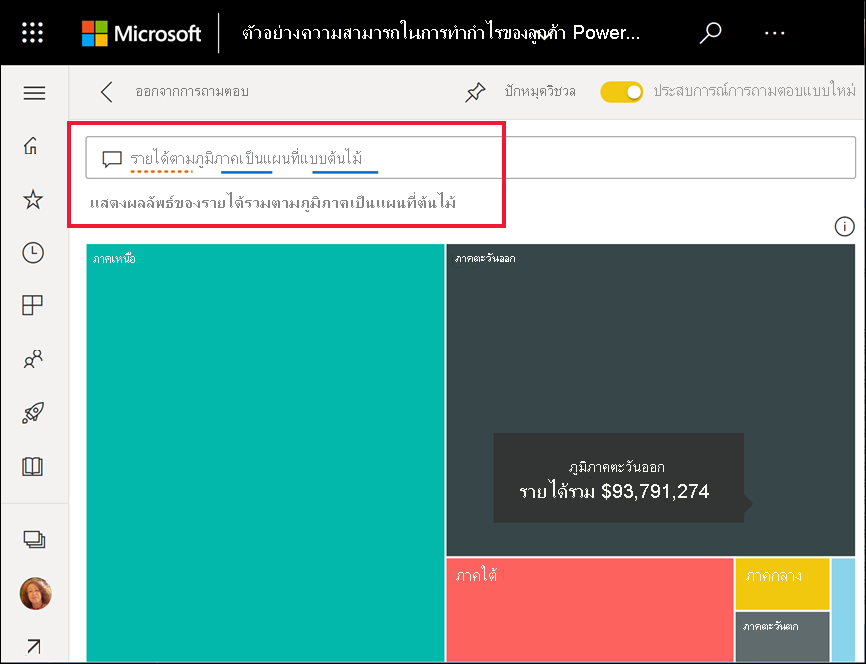 Microsoft
ตัวอย่างความสามารถในการทำกำไรของลูกค้า Power...
ออกจากการถามตอบ
ปักหมุดวิชวล
ประสบการณ์การถามตอบแบบใหม่
รายได้ตามภูมิภาคเป็นแผนที่แบบต้นไม้
แสดงผลลัพธ์ของรายได้รวมตามภูมิภาคเป็นแผนที่ต้นไม้
ภาคเหนือ
ภาคตะวันออก
ภูมิภาคตะวันออก
รายได้รวม $93,791,274
ภาคใต้
ภาคกลาง
ภาคตะวันตก